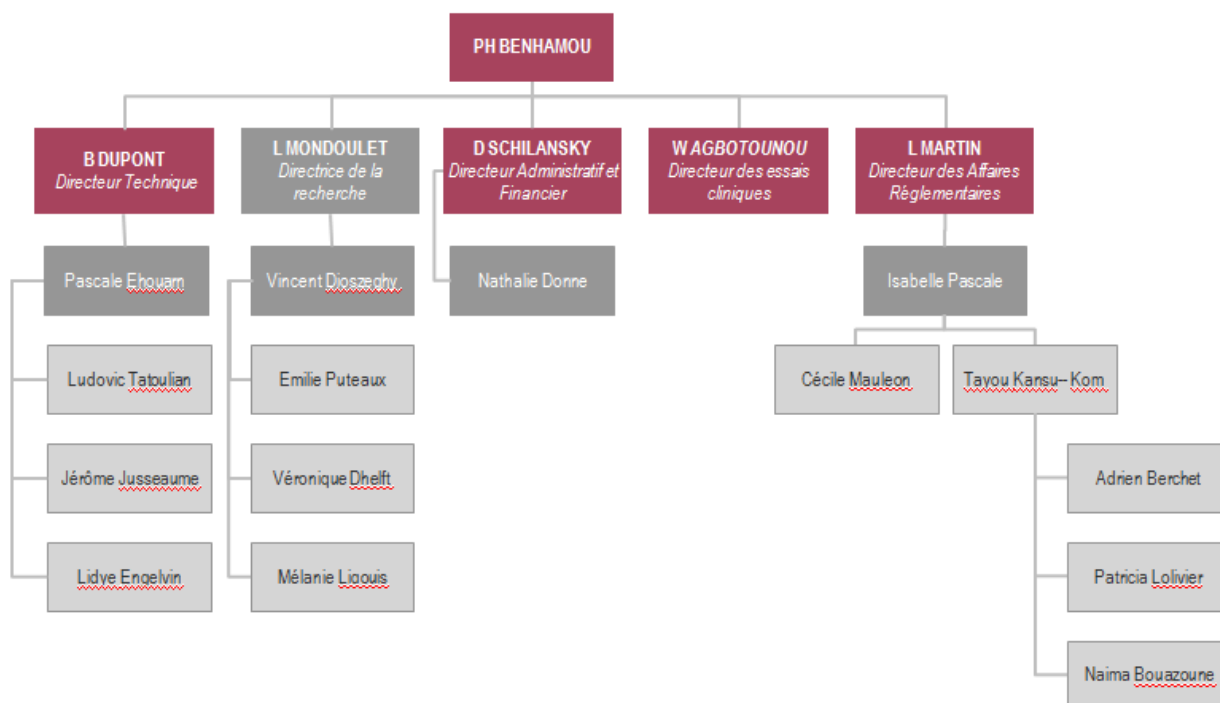 PH BENHAMOU
B DUPONT
Directeur Technique
L MONDOULET
Directrice de la
recherche
D SCHILANSKY
Directeur Administratif et
Financier
W AGBOTOUNOU
Directeur des essais
cliniques
L MARTIN
Directeur des Affaires
Réglementaires
Pascale Ehouarn
Vincent Dioszeghy
Nathalie Donne
Isabelle Pascale
Ludovic Tatoulian
Emilie Puteaux
Cécile Mauleon
Tayou Kansu-- Kom
Jérôme Jusseaume
Véronique Dhelft
Adrien Berchet
Lidye Engelvin
Mélanie Ligouis
Patricia Lolivier
Naima Bouazoune